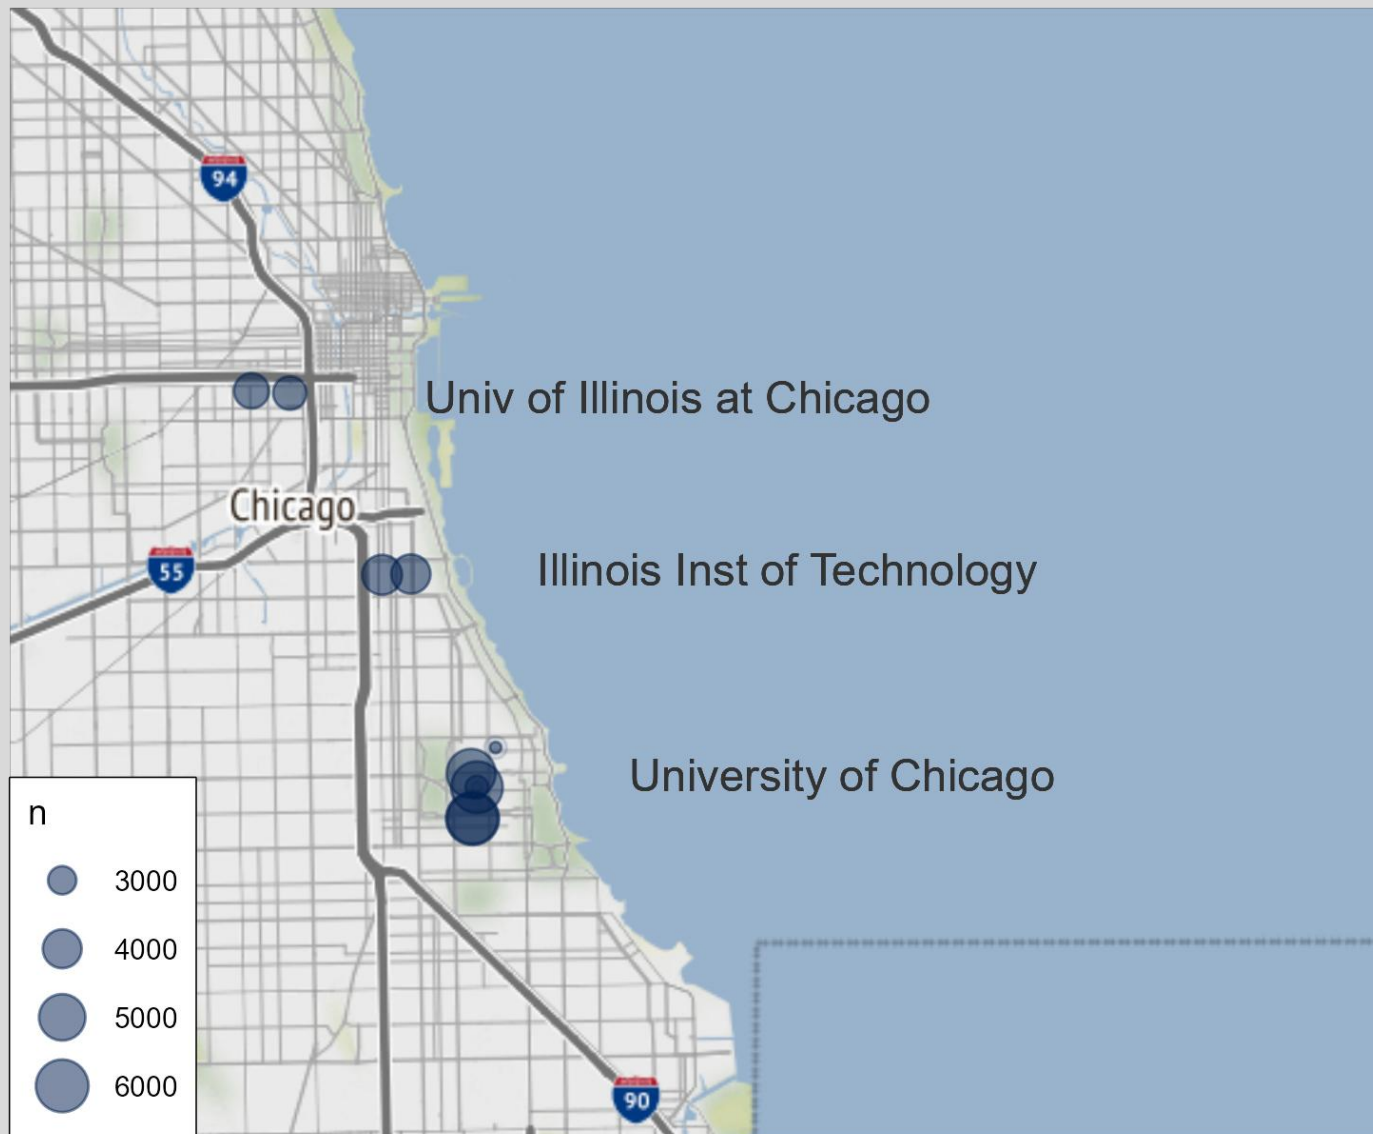 94
Univ of Illinois at Chicago
Chicago
55
Illinois Inst of Technology
University of Chicago
n
3000
4000
5000
6000
90